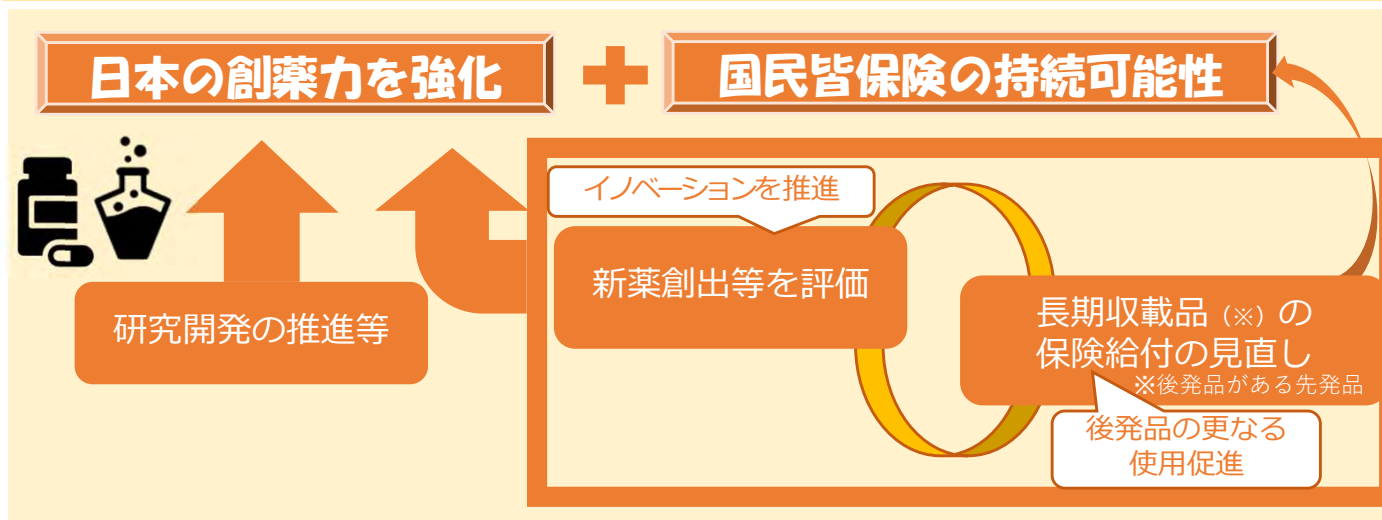 日本の創薬力を強化
国民皆保険の持続可能性
イノベーションを推進
新薬創出等を評価
研究開発の推進等
長期収載品（※）の
保険給付の見直し
※後発品がある先発品
後発品の更なる
使用促進